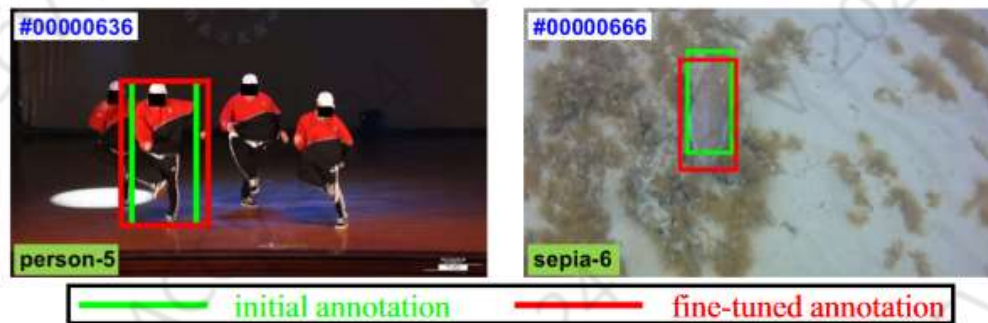 #00000636
#00000666
person-5
sepia-6
initial annotation
fine-tuned annotation